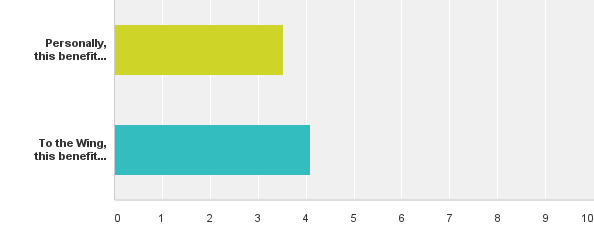 Personally,
this benefit...
To the Wing,
this benefit...
0 1 2 3 4 5 6 7 8 9 10